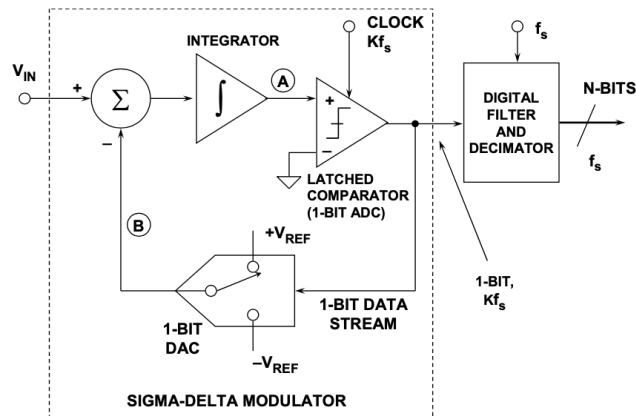 CLOCK
Kfs
fs
INTEGRATOR
VIN
+
Σ
−
∫
A
+
−
LATCHED
COMPARATOR
(1-BIT ADC)
DIGITAL
FILTER
AND
DECIMATOR
N-BITS
fs
B
+VREF
1-BIT
DAC
1-BIT DATA
STREAM
−VREF
1-BIT,
Kfs
SIGMA-DELTA MODULATOR